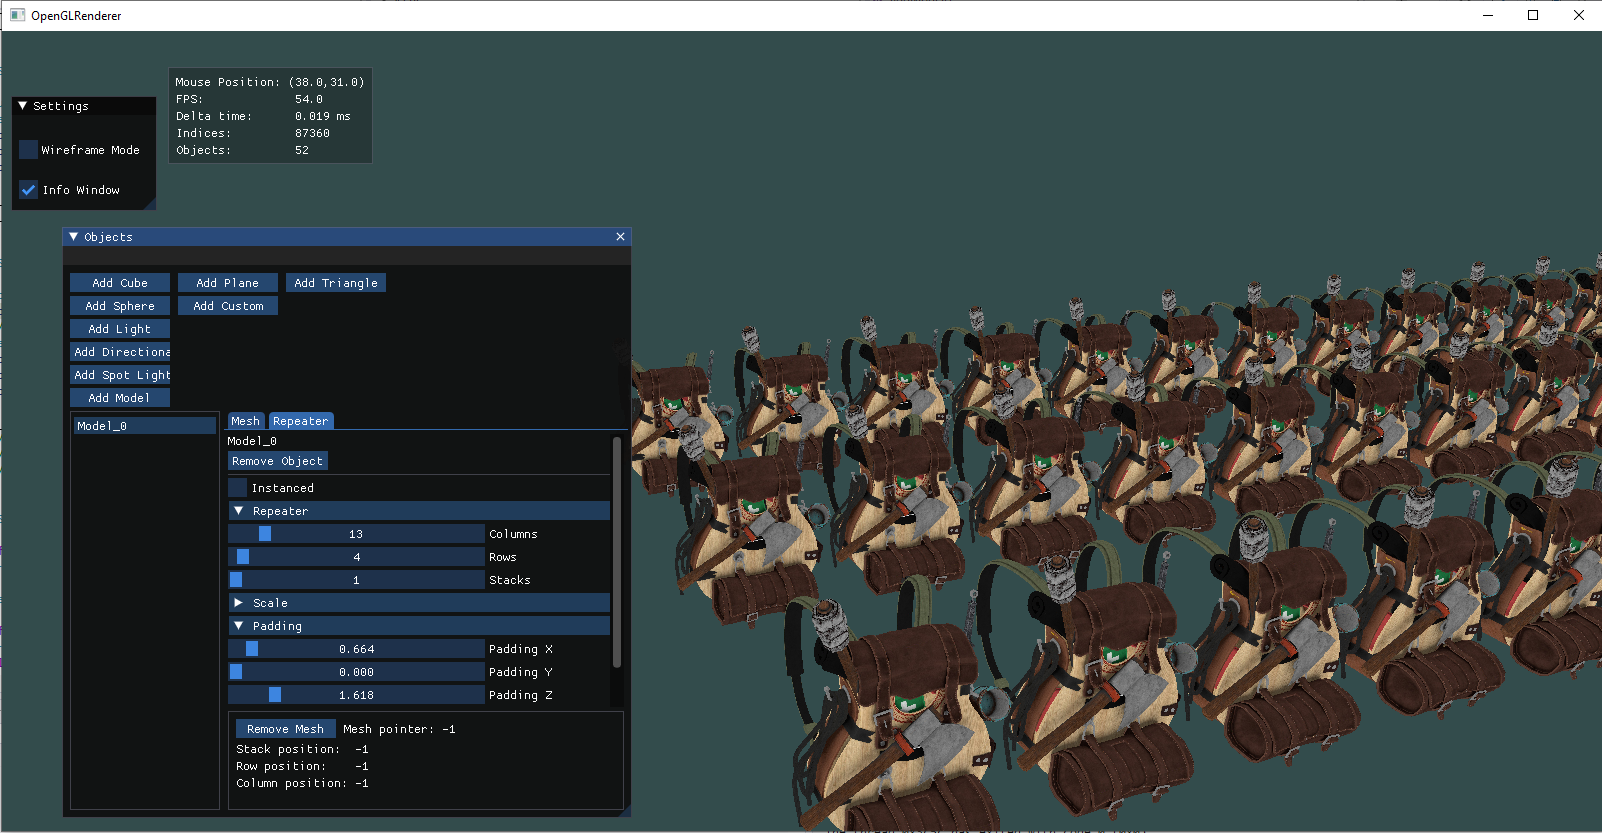 OpenGLRenderer
Mouse Position: (38.0,31.0)
FPS: 54.0
Delta time: 0.019 ms
Indices: 87360
Objects: 52
Settings
Wireframe Mode
Info Window
Objects
Add Cube Add Plane Add Triangle
Add Sphere Add Custom
Add Light
Add Directiona
Add Spot Light
Add Model
Model_0
Mesh Repeater
Model_0
Remove Object
Instanced
Repeater
13 Columns
4 Rows
1 Stacks
Scale
Padding
0.664 Padding X
0.000 Padding Y
1.618 Padding Z
Remove Mesh Mesh pointer: -1
Stack position: -1
Row position: -1
Column position: -1